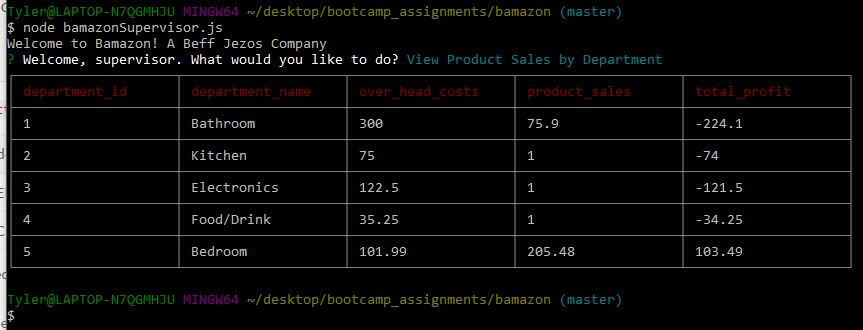 Tyler@LAPTOP-N7QGMHJU MINGW64 ~/desktop/bootcamp_assignments/bamazon (master)
$ node bamazonSupervisor.js
Welcome to Bamazon! A Beff Jezos Company
? Welcome, supervisor. What would you like to do? View Product Sales by Department
department_id department_name over_head_costs product_sales total_profit
1 Bathroom 300 75.9 -224.1
2 Kitchen 75 1 -74
3 Electronics 122.5 1 -121.5
4 Food/Drink 35.25 1 -34.25
5 Bedroom 101.99 205.48 103.49
Tyler@LAPTOP-N7QGMHJU MINGW64 ~/desktop/bootcamp_assignments/bamazon (master)
$